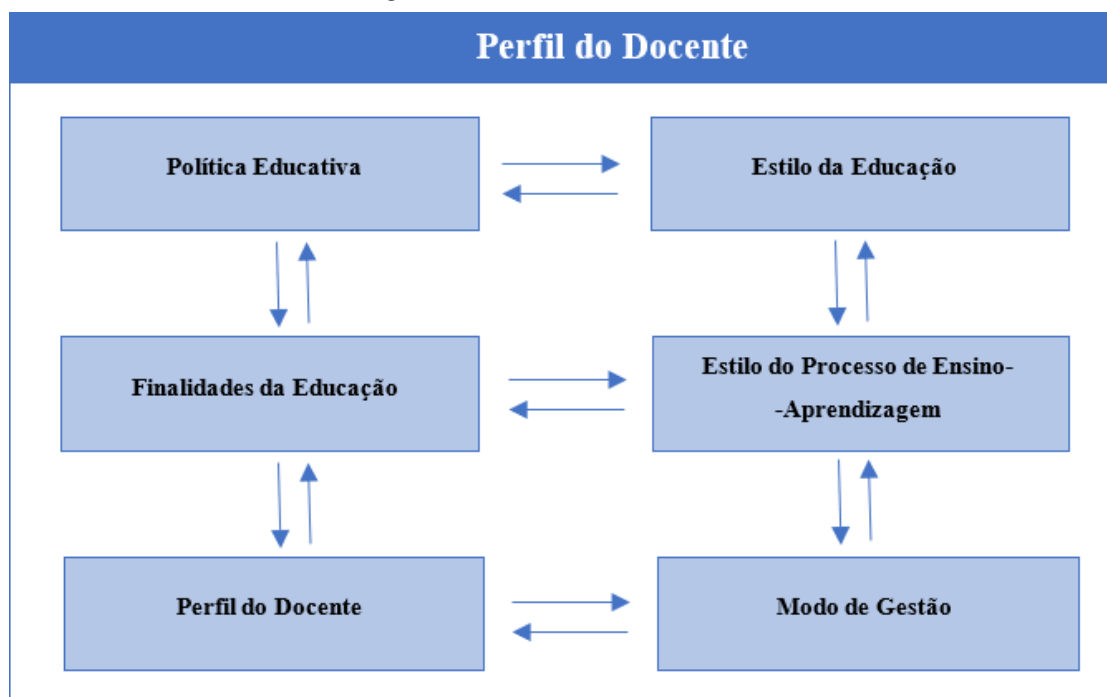 Perfil do Docente
Política Educativa
Estilo da Educação
Finalidades da Educação
Estilo do Processo de Ensino-
-Aprendizagem
Perfil do Docente
Modo de Gestão